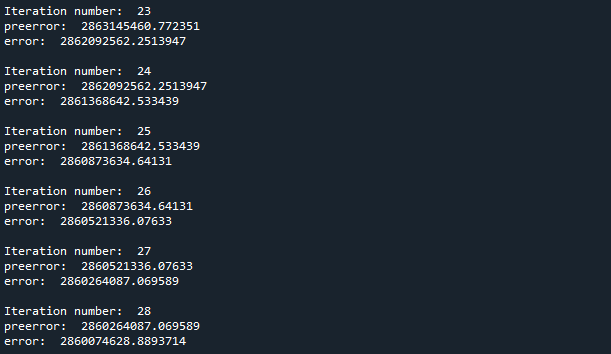 Iteration number:  23
preerror:  2863145460.772351
error:  2862092562.2513947
Iteration number:  24
preerror:  2862092562.2513947
error:  2861368642.533439
Iteration number:  25
preerror:  2861368642.533439
error:  2860873634.64131
Iteration number:  26
preerror:  2860873634.64131
error:  2860521336.07633
Iteration number:  27
preerror:  2860521336.07633
error:  2860264087.069589
Iteration number:  28
preerror:  2860264087.069589
error:  2860074628.8893714